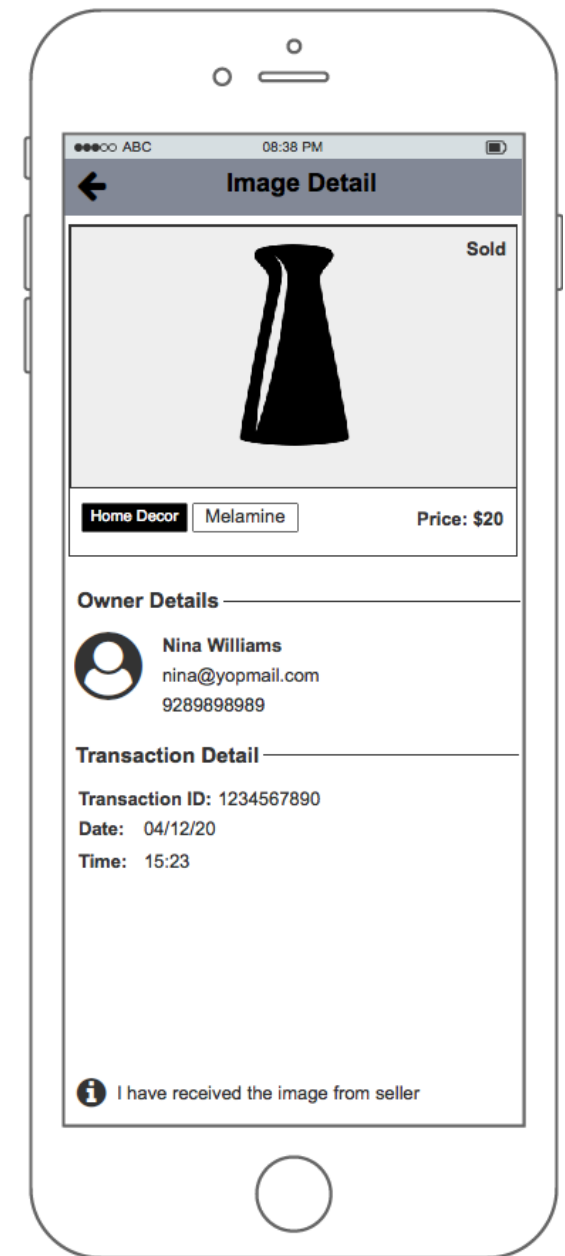 ABC 08:38 PM
Image Detail
Sold
Home Decor Melamine Price: $20
Owner Details
Nina Williams
nina@yopmail.com
9289898989
Transaction Detail
Transaction ID: 1234567890
Date: 04/12/20
Time: 15:23
I have received the image from seller